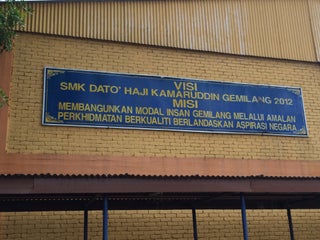 VISI
SMK DATO' HAJI KAMARUDDIN GEMILANG 2012
MISI
MEMBANGUNKAN MODAL INSAN GEMILANG MELALUI AMALAN
PERKHIDMATAN BERKUALITI BERLANDASKAN ASPIRASI NEGARA